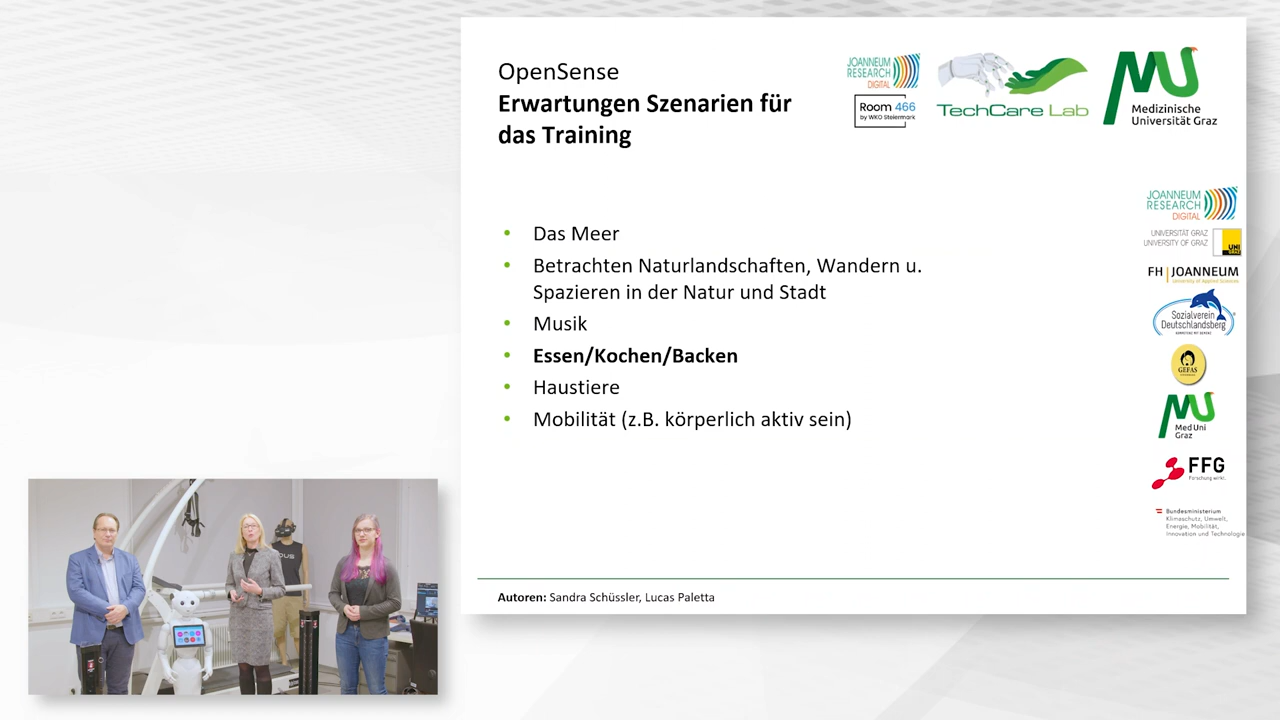 OpenSense
Erwartungen Szenarien für
das Training
JOANNEUM
RESEARCH
DIGITAL
Room 466
by WKO Steiermark
TechCare Lab
Medizinische
Universität Graz
• Das Meer
• Betrachten Naturlandschaften, Wandern u.
Spazieren in der Natur und Stadt
• Musik
• Essen/Kochen/Backen
• Haustiere
• Mobilität (z.B. körperlich aktiv sein)
JOANNEUM
RESEARCH
DIGITAL
UNIVERSITÄT GRAZ
UNIVERSITY OF GRAZ
UNI
GRAZ
FH JOANNEUM
University of Applied Sciences
Sozialverein
Deutschlandsberg
GEFAS
Med Uni
Graz
FFG
Forschung wirkt.
Bundesministerium
Klimaschutz, Umwelt,
Energie, Mobilität,
Innovation und Technologie
Autoren: Sandra Schüssler, Lucas Paletta